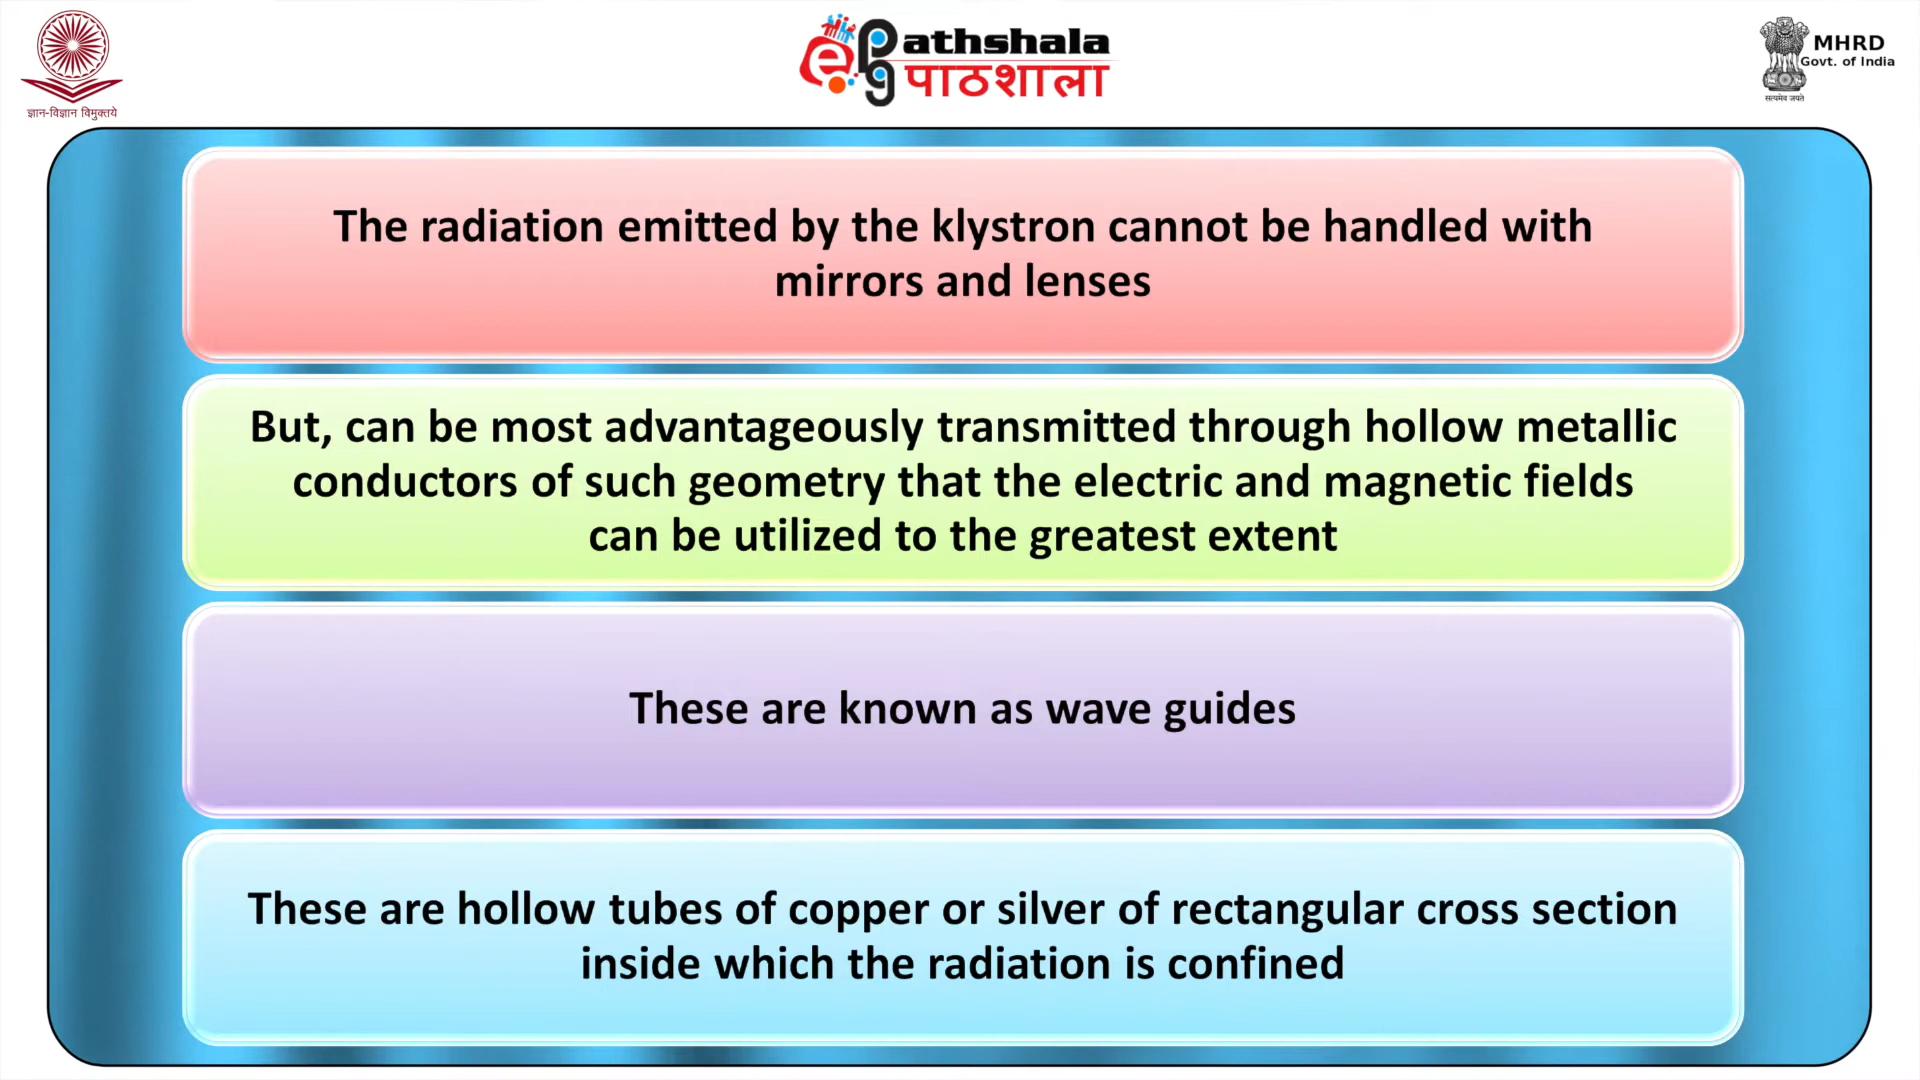 ज्ञान-विज्ञान विमुक्तये
ePathshala
पाठशाला
MHRD
Govt. of India
सत्यमेव जयते
The radiation emitted by the klystron cannot be handled with
mirrors and lenses
But, can be most advantageously transmitted through hollow metallic
conductors of such geometry that the electric and magnetic fields
can be utilized to the greatest extent
These are known as wave guides
These are hollow tubes of copper or silver of rectangular cross section
inside which the radiation is confined